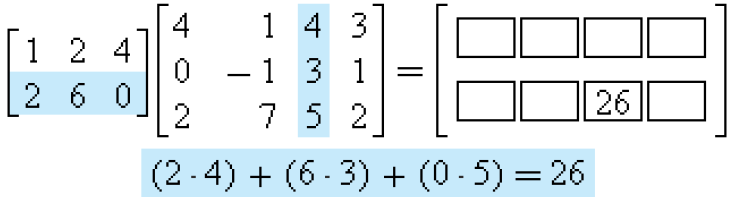 [1 2 4] [4 1 4 3]
[2 6 0] [0 -1 3 1] = [ 26 ]
[2 7 5 2]
(2 · 4) + (6 · 3) + (0 · 5) = 26